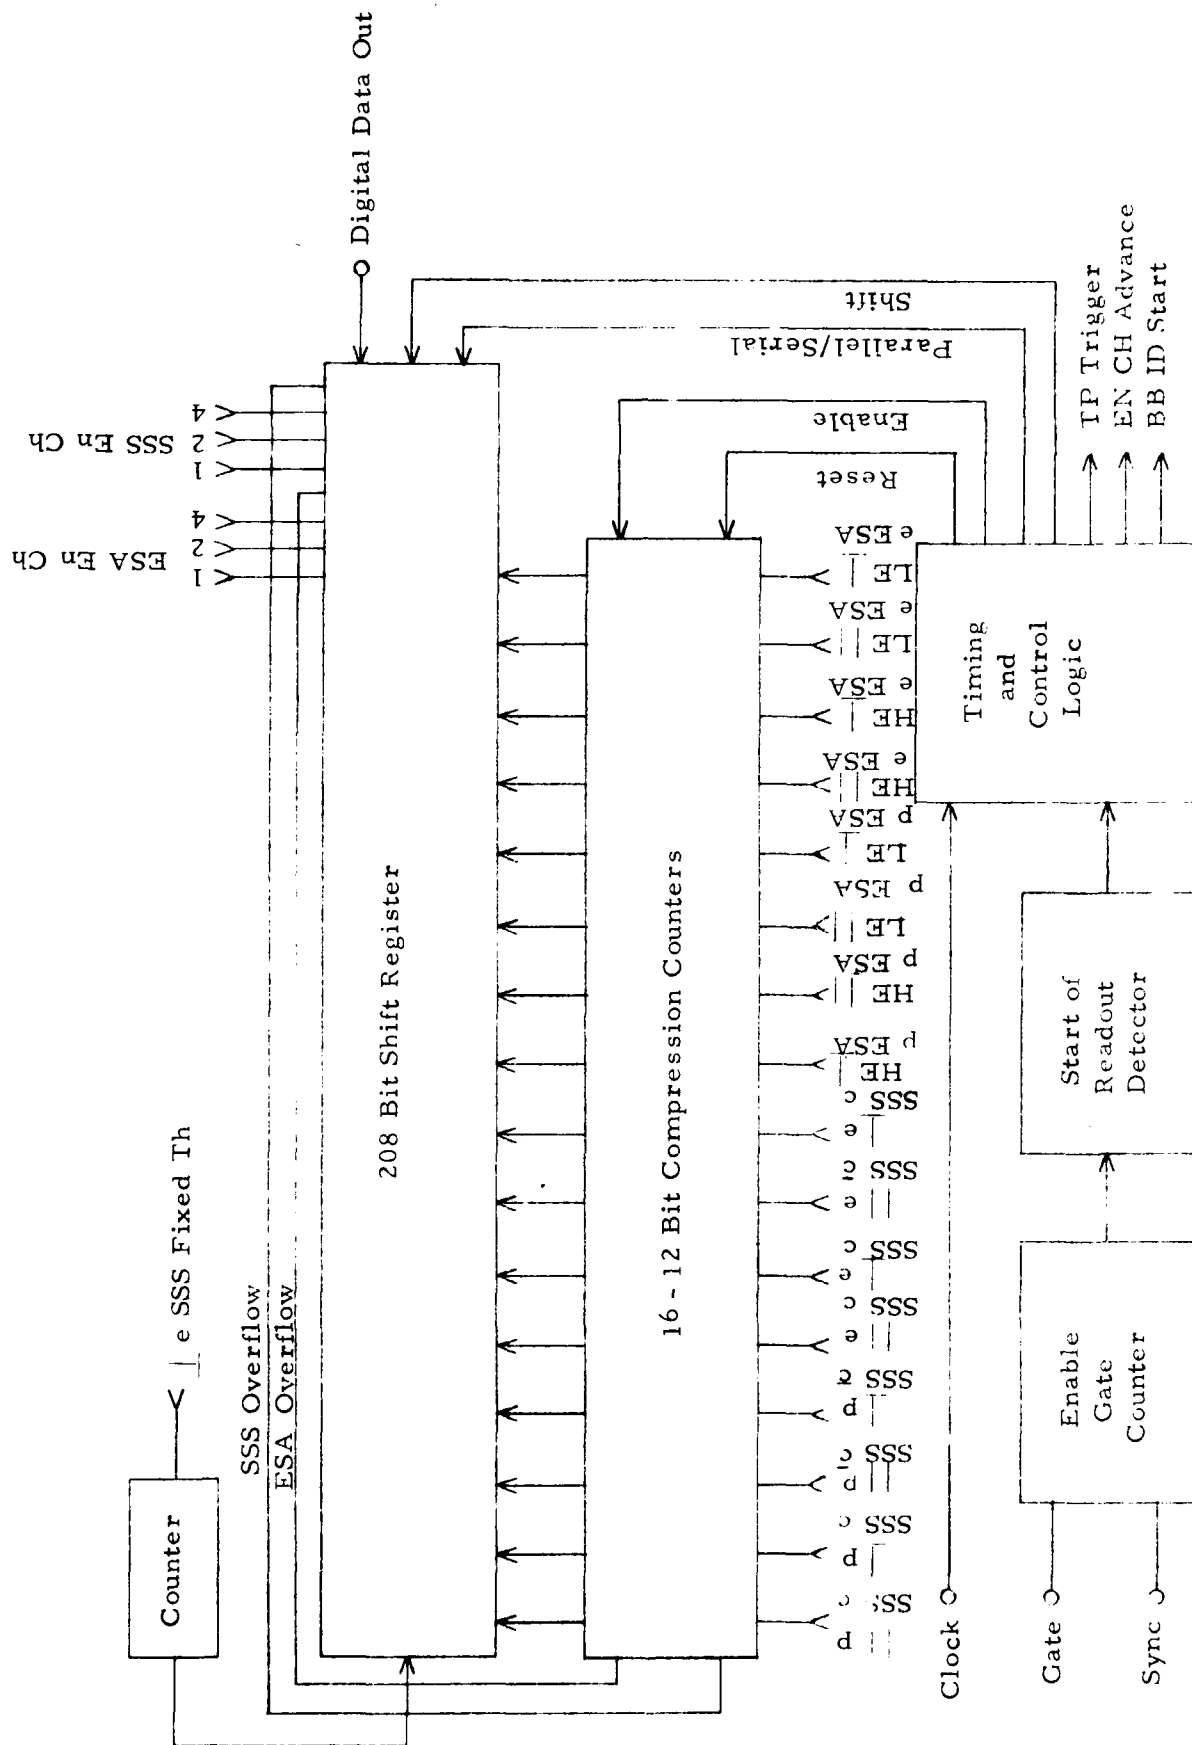 Counter
⊥ e SSS Fixed Th
ESA En Ch
1 2 4
SSS En Ch
1 2 4
SSS Overflow
ESA Overflow
208 Bit Shift Register
Digital Data Out
16 - 12 Bit Compression Counters
Reset
Enable
Parallel/Serial
Shift
p || SSS
p ⊥ SSS
p || SSS
p ⊥ SSS
e || SSS c
e ⊥ SSS c
e || SSS
e ⊥ SSS c
HE ⊥
p ESA
HE ||
p ESA
LE ||
p ESA
LE ⊥
p ESA
HE ||
e ESA
HE ⊥
e ESA
LE ||
e ESA
LE ⊥
e ESA
Clock
Gate
Sync
Enable
Gate
Counter
Start of
Readout
Detector
Timing
and
Control
Logic
TP Trigger
EN CH Advance
BB ID Start